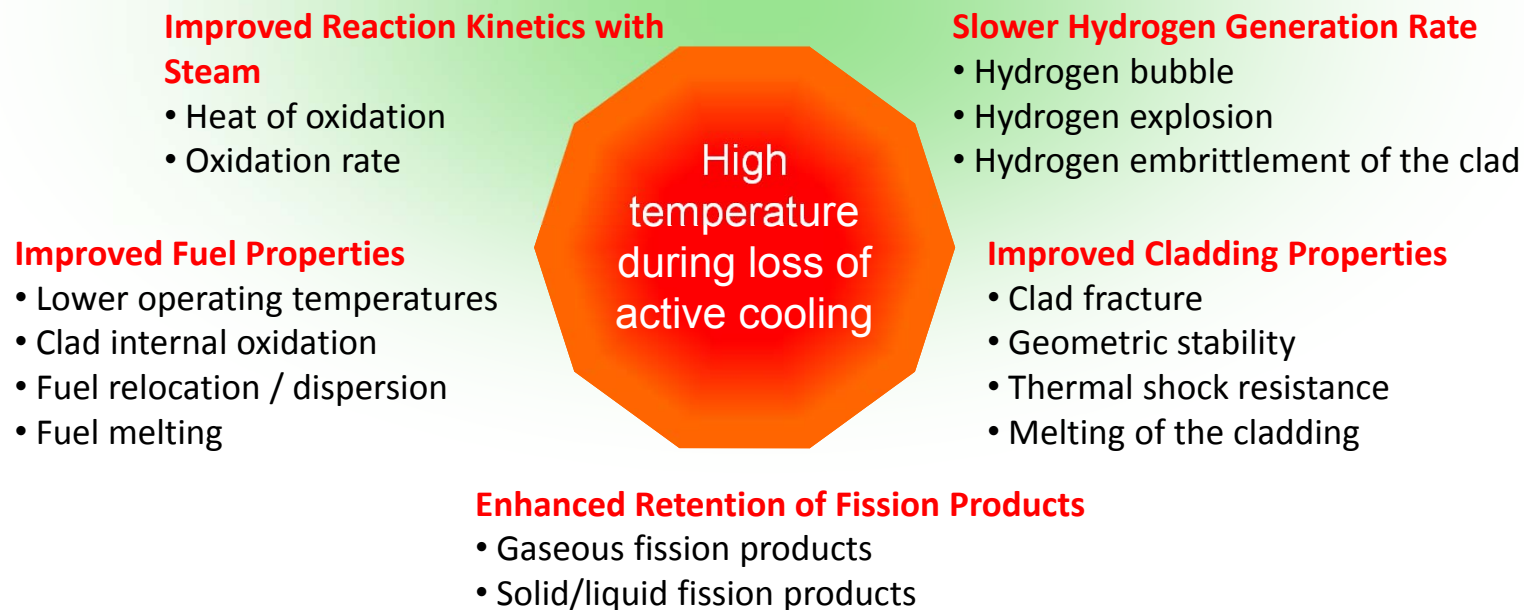 Improved Reaction Kinetics with
Steam
• Heat of oxidation
• Oxidation rate
Slower Hydrogen Generation Rate
• Hydrogen bubble
• Hydrogen explosion
• Hydrogen embrittlement of the clad
High
temperature
during loss of
active cooling
Improved Fuel Properties
• Lower operating temperatures
• Clad internal oxidation
• Fuel relocation / dispersion
• Fuel melting
Improved Cladding Properties
• Clad fracture
• Geometric stability
• Thermal shock resistance
• Melting of the cladding
Enhanced Retention of Fission Products
• Gaseous fission products
• Solid/liquid fission products